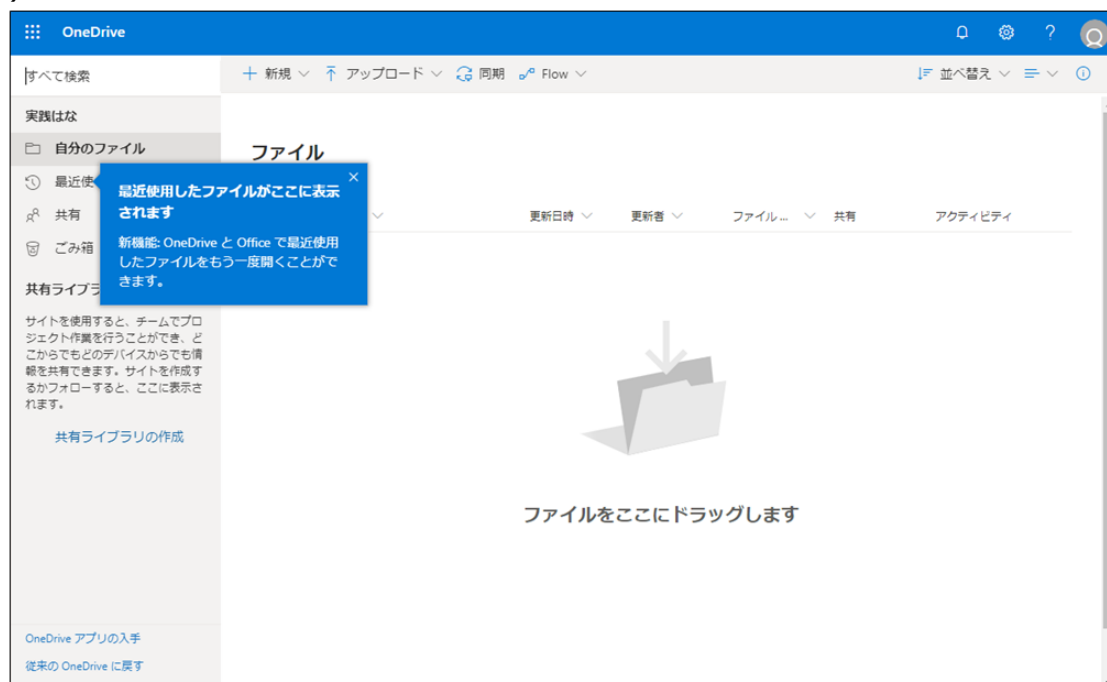 OneDrive
?
すべて検索
新規
アップロード
同期
Flow
並べ替え
実践はな
自分のファイル
最近使
共有
ごみ箱
共有ライブラ
サイトを使用すると、チームでプロ
ジェクト作業を行うことができ、ど
こからでもどのデバイスからでも情
報を共有できます。サイトを作成す
るかフォローすると、ここに表示さ
れます。
共有ライブラリの作成
OneDrive アプリの入手
従来の OneDrive に戻す
最近使用したファイルがここに表示
されます
新機能: OneDrive と Office で最近使用
したファイルをもう一度開くことがで
きます。
ファイル
更新日時
更新者
ファイル...
共有
アクティビティ
ファイルをここにドラッグします